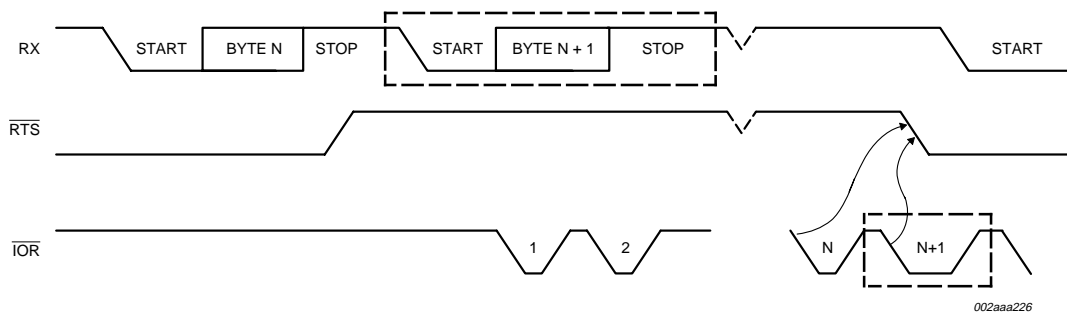 RX START BYTE N STOP START BYTE N + 1 STOP START
RTS
IOR 1 2 N N+1
002aaa226